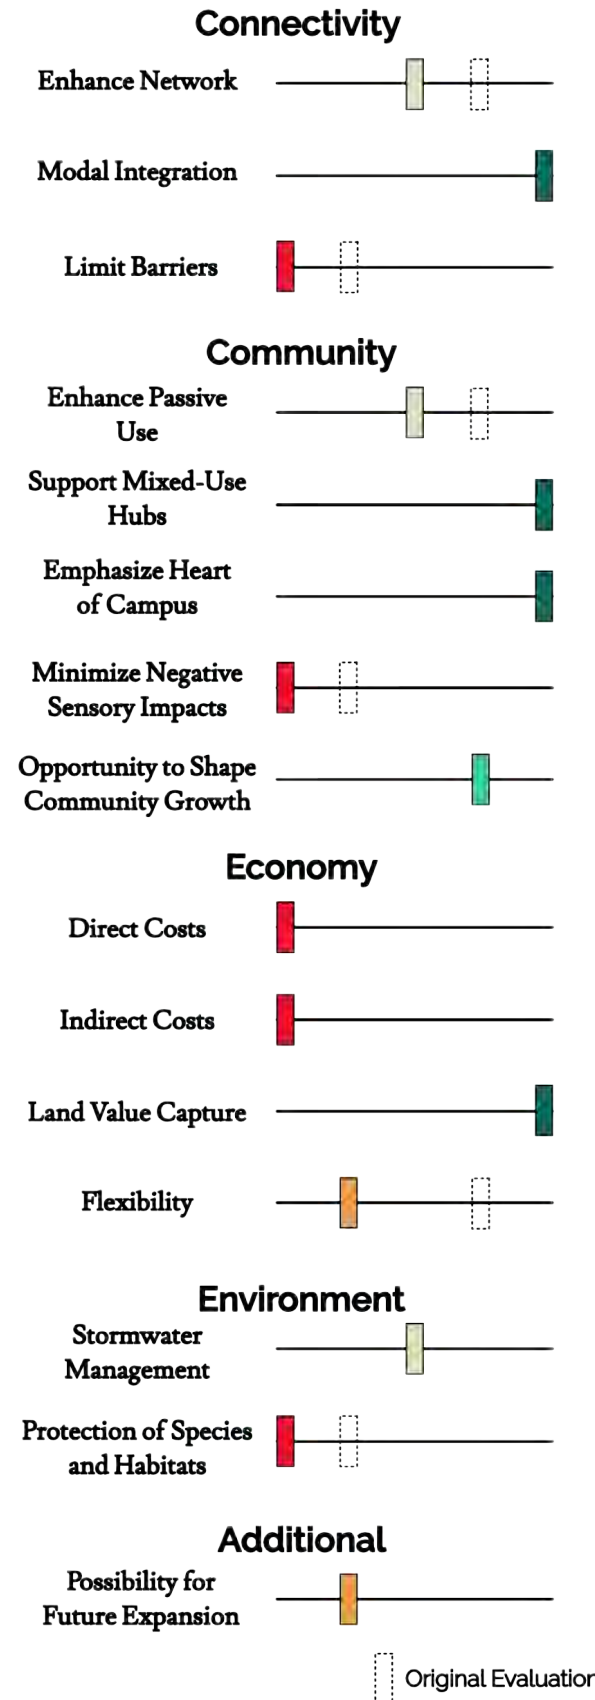 Connectivity
Enhance Network
Modal Integration
Limit Barriers
Community
Enhance Passive
Use
Support Mixed-Use
Hubs
Emphasize Heart
of Campus
Minimize Negative
Sensory Impacts
Opportunity to Shape
Community Growth
Economy
Direct Costs
Indirect Costs
Land Value Capture
Flexibility
Environment
Stormwater
Management
Protection of Species
and Habitats
Additional
Possibility for
Future Expansion
Original Evaluation